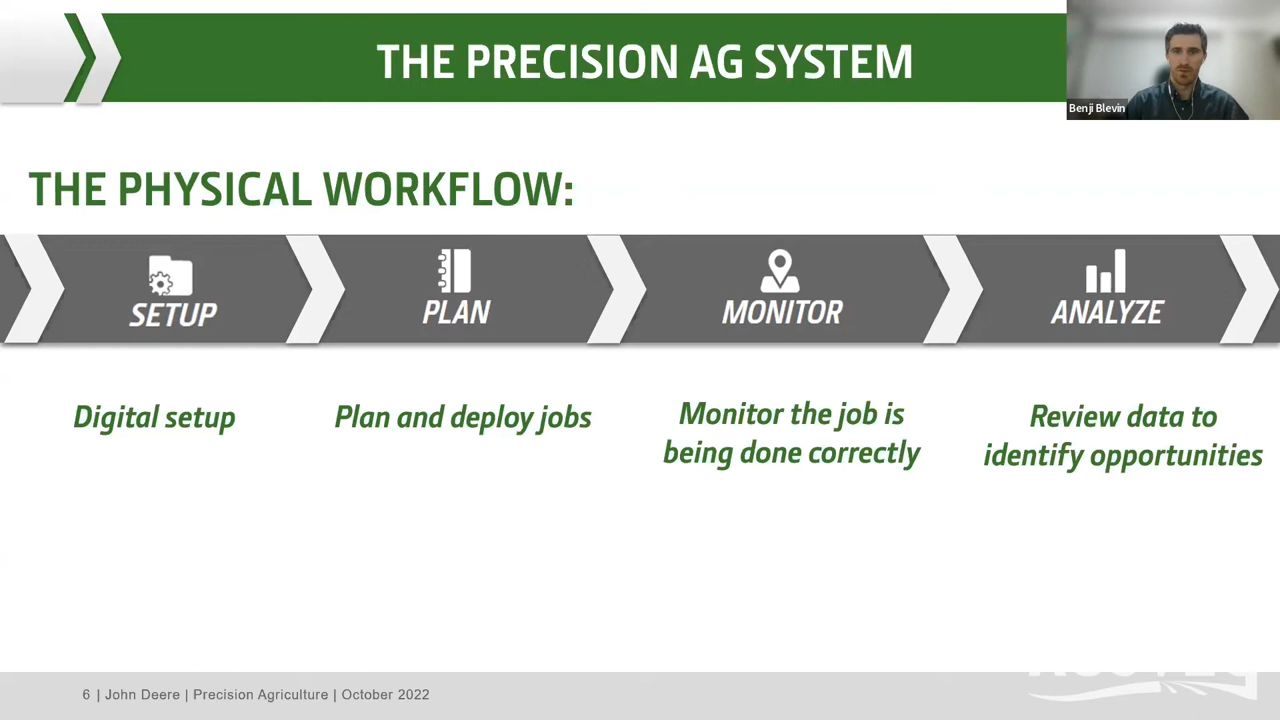 THE PRECISION AG SYSTEM
Benji Blevin
THE PHYSICAL WORKFLOW:
SETUP
PLAN
MONITOR
ANALYZE
Digital setup
Plan and deploy jobs
Monitor the job is
being done correctly
Review data to
identify opportunities
6 | John Deere | Precision Agriculture | October 2022